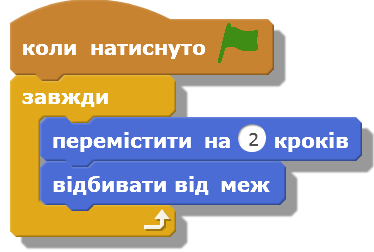 коли натиснуто
завжди
перемістити на 2 кроків
відбивати від меж